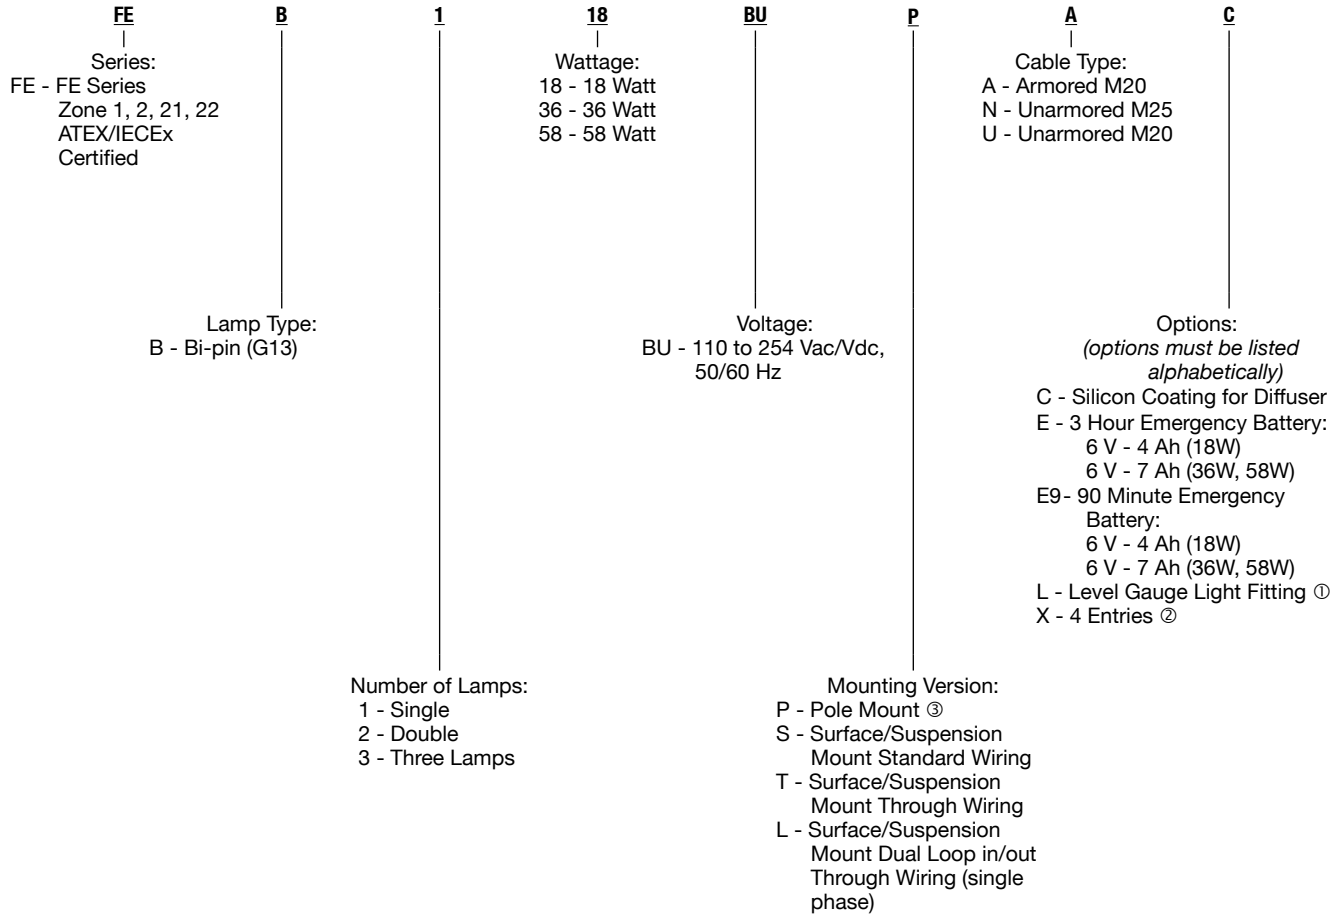 FE B 1 18 BU P A C
Series:
FE - FE Series
Zone 1, 2, 21, 22
ATEX/IECEx
Certified
Wattage:
18 - 18 Watt
36 - 36 Watt
58 - 58 Watt
Cable Type:
A - Armored M20
N - Unarmored M25
U - Unarmored M20
Lamp Type:
B - Bi-pin (G13)
Voltage:
BU - 110 to 254 Vac/Vdc,
50/60 Hz
Options:
(options must be listed
alphabetically)
C - Silicon Coating for Diffuser
E - 3 Hour Emergency Battery:
6 V - 4 Ah (18W)
6 V - 7 Ah (36W, 58W)
E9 - 90 Minute Emergency
Battery:
6 V - 4 Ah (18W)
6 V - 7 Ah (36W, 58W)
L - Level Gauge Light Fitting ①
X - 4 Entries ②
Number of Lamps:
1 - Single
2 - Double
3 - Three Lamps
Mounting Version:
P - Pole Mount ③
S - Surface/Suspension
Mount Standard Wiring
T - Surface/Suspension
Mount Through Wiring
L - Surface/Suspension
Mount Dual Loop in/out
Through Wiring (single
phase)